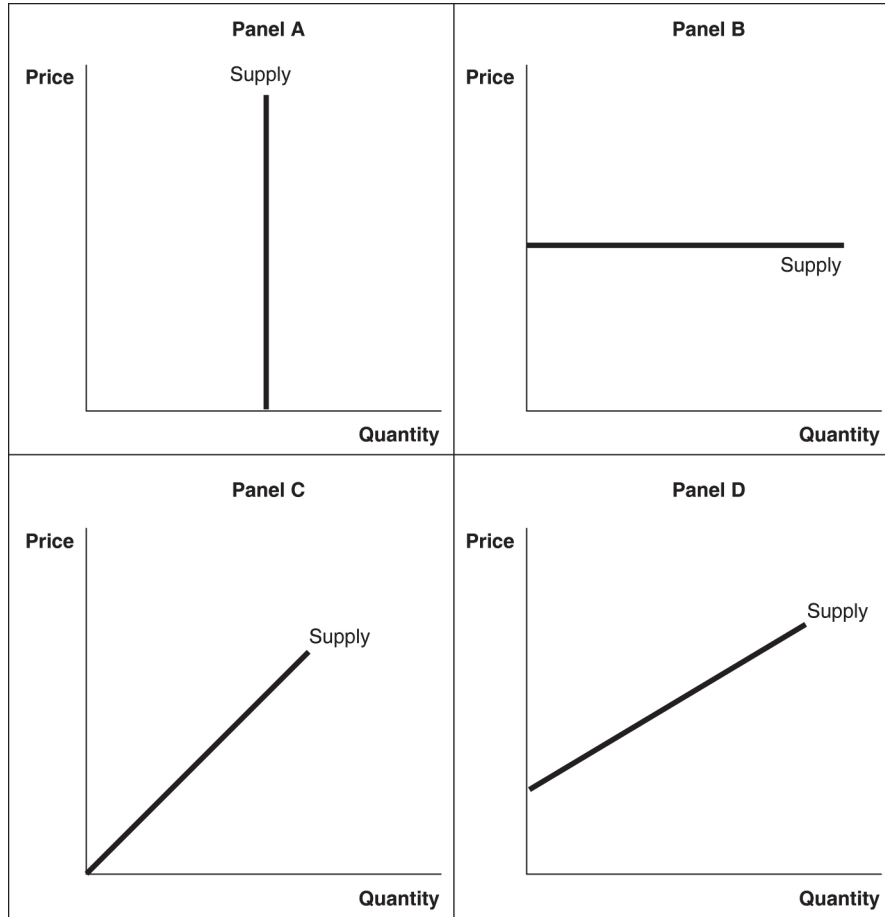 Panel A
Price
Supply
Quantity
Panel B
Price
Supply
Quantity
Panel C
Price
Supply
Quantity
Panel D
Price
Supply
Quantity